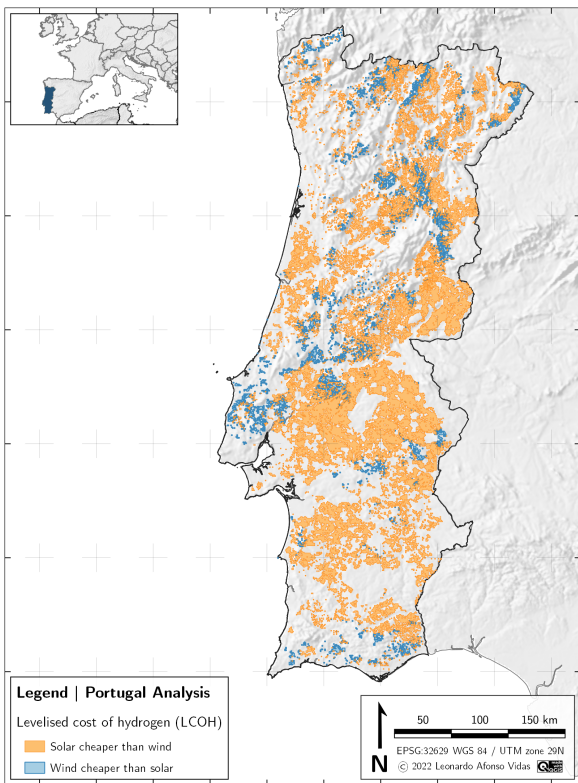 Legend | Portugal Analysis
Levelised cost of hydrogen (LCOH)
Solar cheaper than wind
Wind cheaper than solar
50 100 150 km
N
EPSG:32629 WGS 84 / UTM zone 29N
© 2022 Leonardo Afonso Vidas